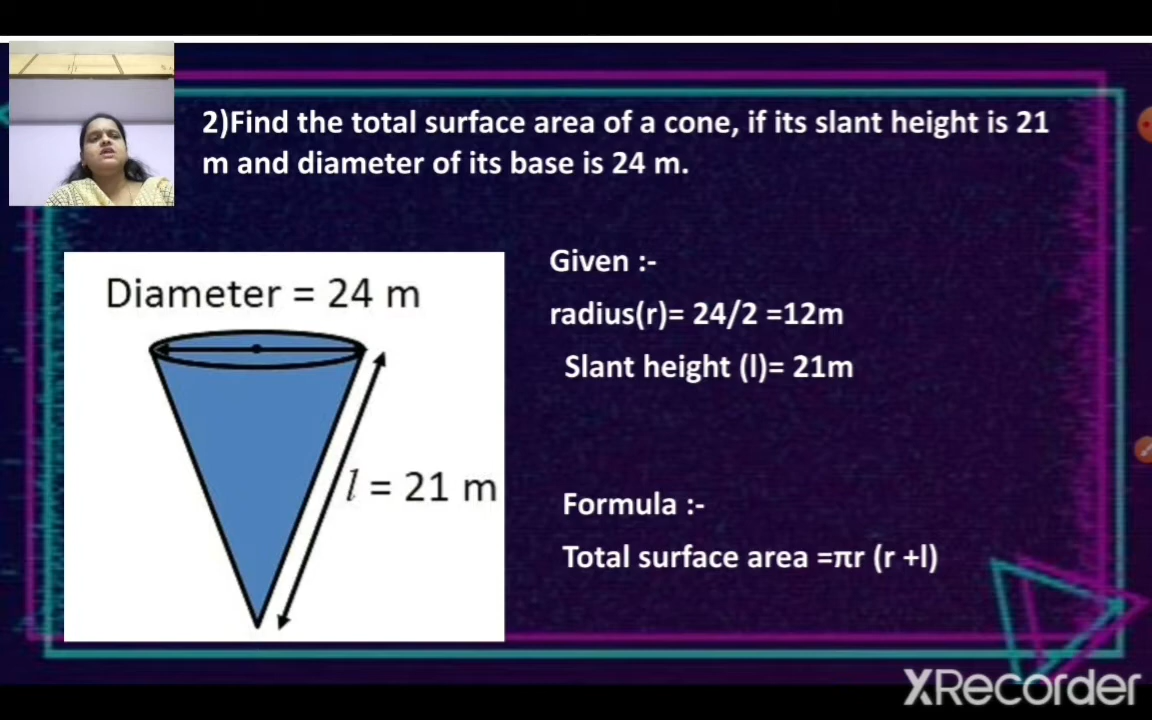 2)Find the total surface area of a cone, if its slant height is 21
m and diameter of its base is 24 m.
Diameter = 24 m
l = 21 m
Given :-
radius(r)= 24/2 =12m
Slant height (l)= 21m
Formula :-
Total surface area =πr (r +l)
XRecorder